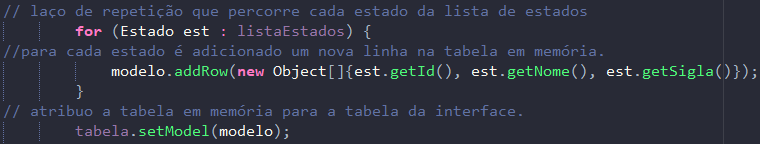 // laço de repetição que percorre cada estado da lista de estados
for (Estado est : listaEstados) {
//para cada estado é adicionado um nova linha na tabela em memória.
modelo.addRow(new Object[]{est.getId(), est.getNome(), est.getSigla()});
}
// atribuo a tabela em memória para a tabela da interface.
tabela.setModel(modelo);